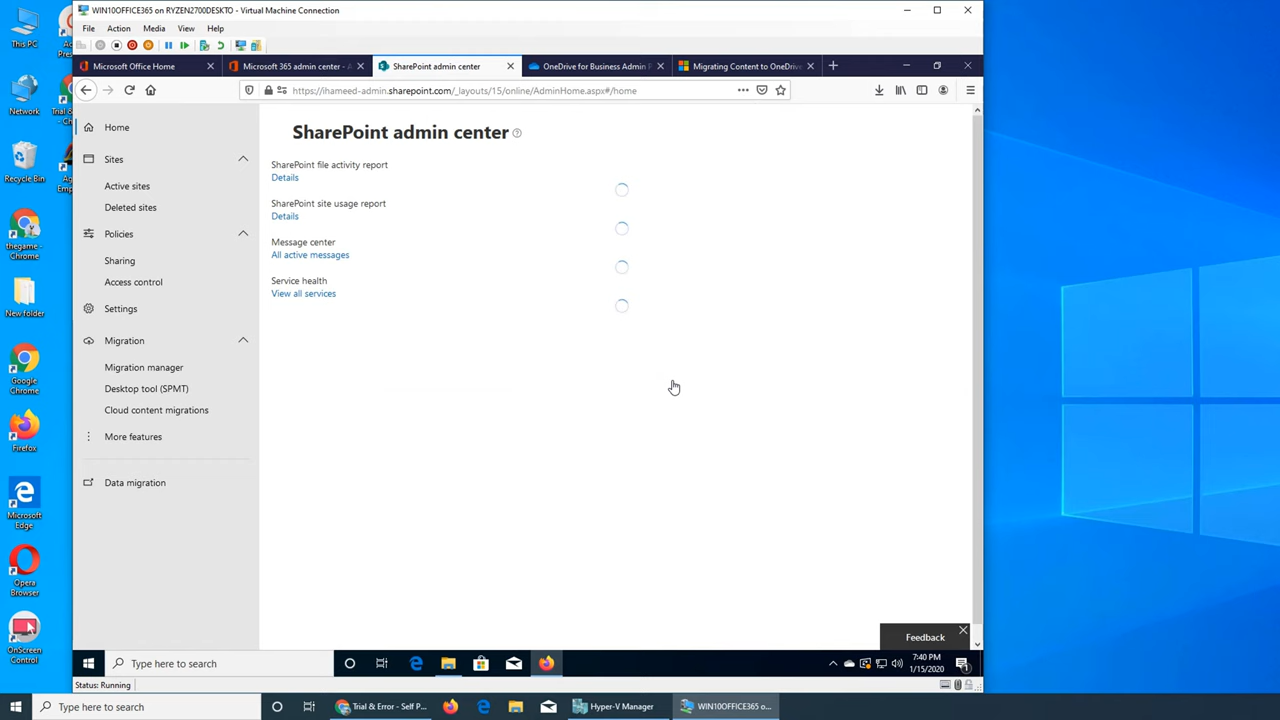 WIN10OFFICE365 on RYZEN2700DESKTO - Virtual Machine Connection
File Action Media View Help
Microsoft Office Home
Microsoft 365 admin center - A
SharePoint admin center
OneDrive for Business Admin P
Migrating Content to OneDrive
https://ihameed-admin.sharepoint.com/_layouts/15/online/AdminHome.aspx#/home
Home
Sites
Active sites
Deleted sites
Policies
Sharing
Access control
Settings
Migration
Migration manager
Desktop tool (SPMT)
Cloud content migrations
More features
Data migration
SharePoint admin center
SharePoint file activity report
Details
SharePoint site usage report
Details
Message center
All active messages
Service health
View all services
Feedback
Type here to search
7:40 PM
1/15/2020
Status: Running
This PC
Network
Recycle Bin
thegame -
Chrome
New folder
Google
Chrome
Firefox
Microsoft
Edge
Opera
Browser
OnScreen
Control
Type here to search
Trial & Error - Self P...
Hyper-V Manager
WIN10OFFICE365 o...